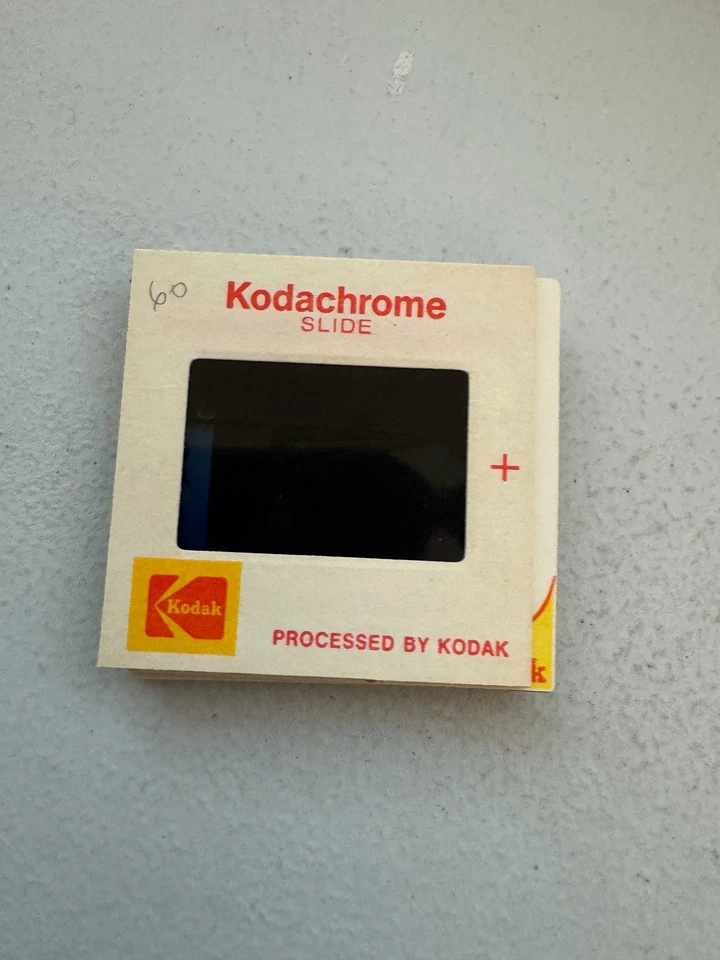 60
Kodachrome
SLIDE
Kodak
PROCESSED BY KODAK
k